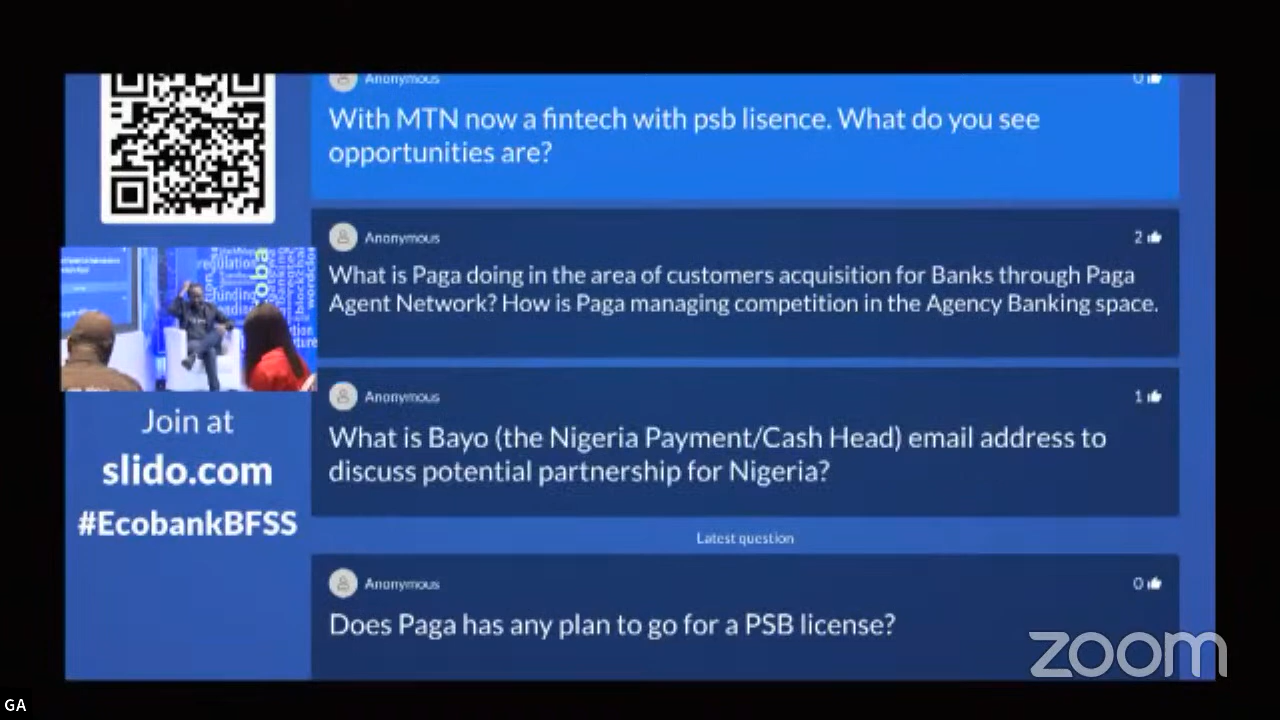 Anonymous
0
With MTN now a fintech with psb lisence. What do you see
opportunities are?
Anonymous
2
What is Paga doing in the area of customers acquisition for Banks through Paga
Agent Network? How is Paga managing competition in the Agency Banking space.
regulation
funding
Join at
slido.com
#EcobankBFSS
Anonymous
1
What is Bayo (the Nigeria Payment/Cash Head) email address to
discuss potential partnership for Nigeria?
Latest question
Anonymous
0
Does Paga has any plan to go for a PSB license?
zoom
GA